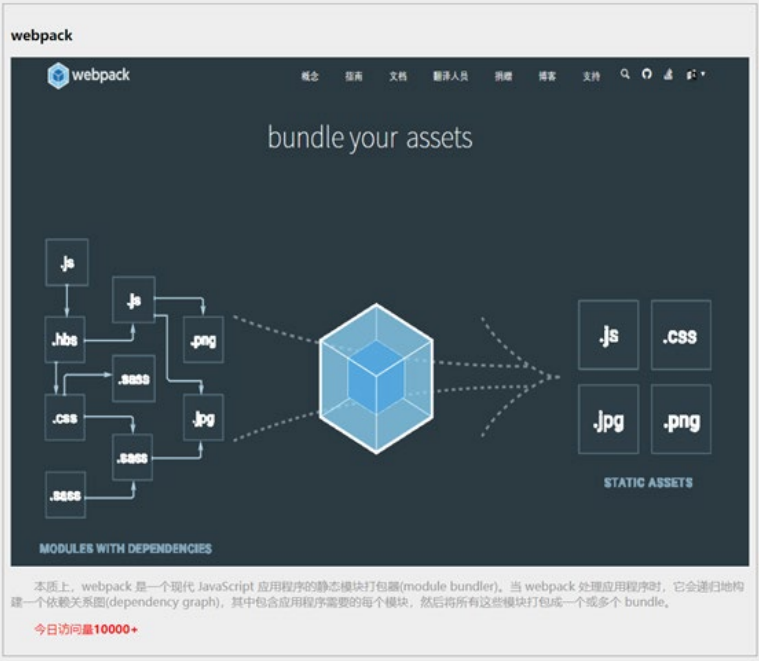 webpack
webpack
概念 指南 文档 翻译人员 捐赠 博客 支持
bundle your assets
.js
.js
.hbs
.png
.sass
.css
.jpg
.sass
.sass
MODULES WITH DEPENDENCIES
.js .css
.jpg .png
STATIC ASSETS
本质上，webpack 是一个现代 JavaScript 应用程序的静态模块打包器(module bundler)。当 webpack 处理应用程序时，它会递归地构
建一个依赖关系图(dependency graph)，其中包含应用程序需要的每个模块，然后将所有这些模块打包成一个或多个 bundle。
今日访问量10000+